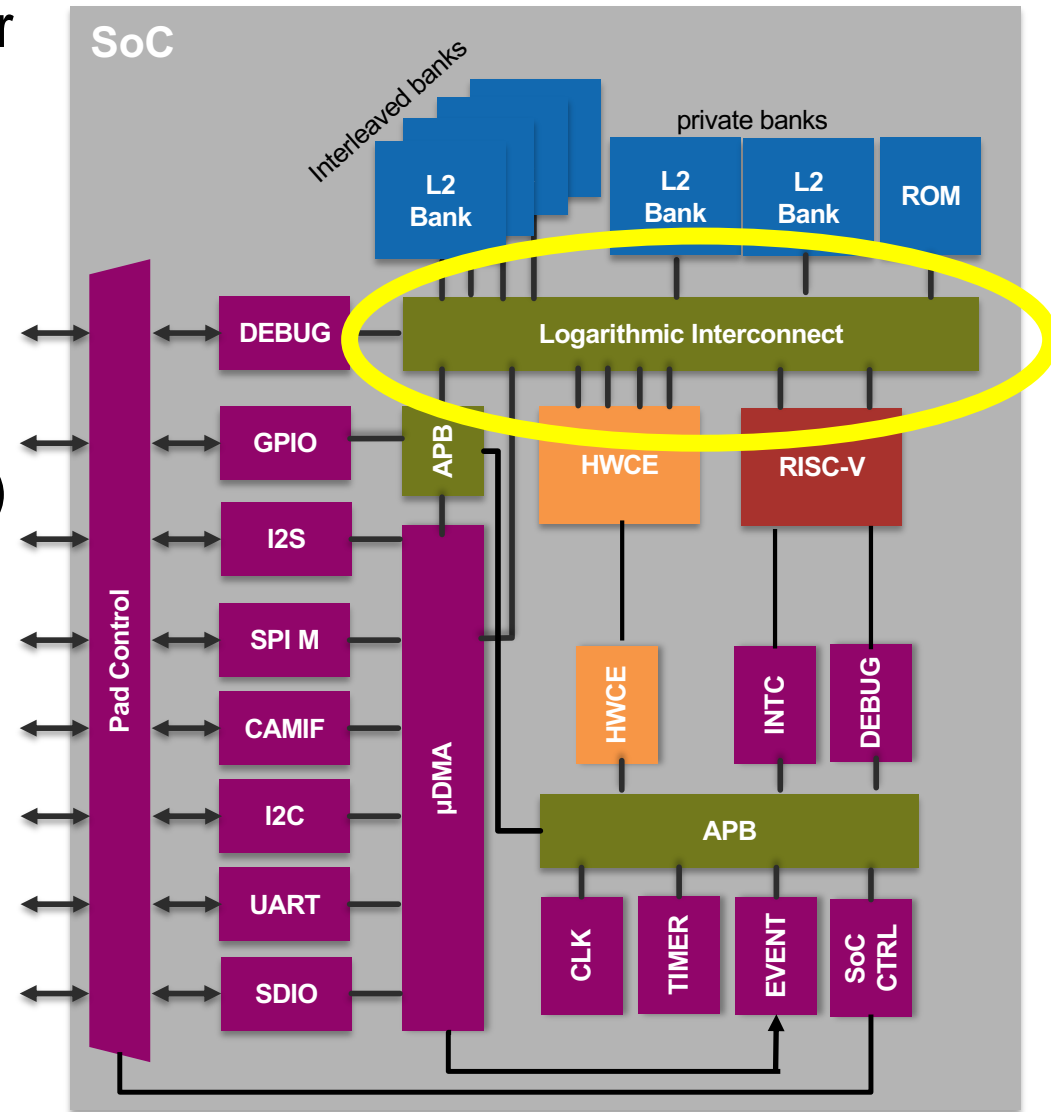 r
SoC
Interleaved banks
private banks
L2
Bank
L2
Bank
L2
Bank
ROM
DEBUG
Logarithmic Interconnect
GPIO
APB
HWCE
RISC-V
)
I2S
Pad Control
SPI M
HWCE
INTC
DEBUG
CAMIF
µDMA
I2C
APB
UART
CLK
TIMER
EVENT
SoC
CTRL
SDIO